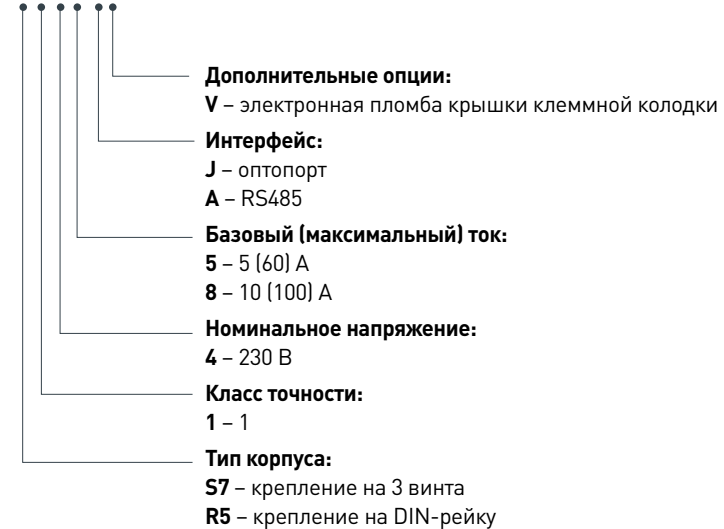 Дополнительные опции:
V – электронная пломба крышки клеммной колодки
Интерфейс:
J – оптопорт
A – RS485
Базовый (максимальный) ток:
5 – 5 (60) А
8 – 10 (100) А
Номинальное напряжение:
4 – 230 В
Класс точности:
1 – 1
Тип корпуса:
S7 – крепление на 3 винта
R5 – крепление на DIN-рейку